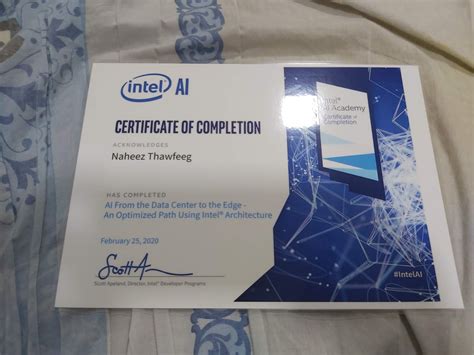 intel AI
CERTIFICATE OF COMPLETION
ACKNOWLEDGES
Naheez Thawfeeg
HAS COMPLETED
AI From the Data Center to the Edge -
An Optimized Path Using Intel® Architecture
February 25, 2020
Scott A
Scott Apeland, Director, Intel® Developer Programs
Intel®
AI Academy
Certificate of
Completion
#IntelAI